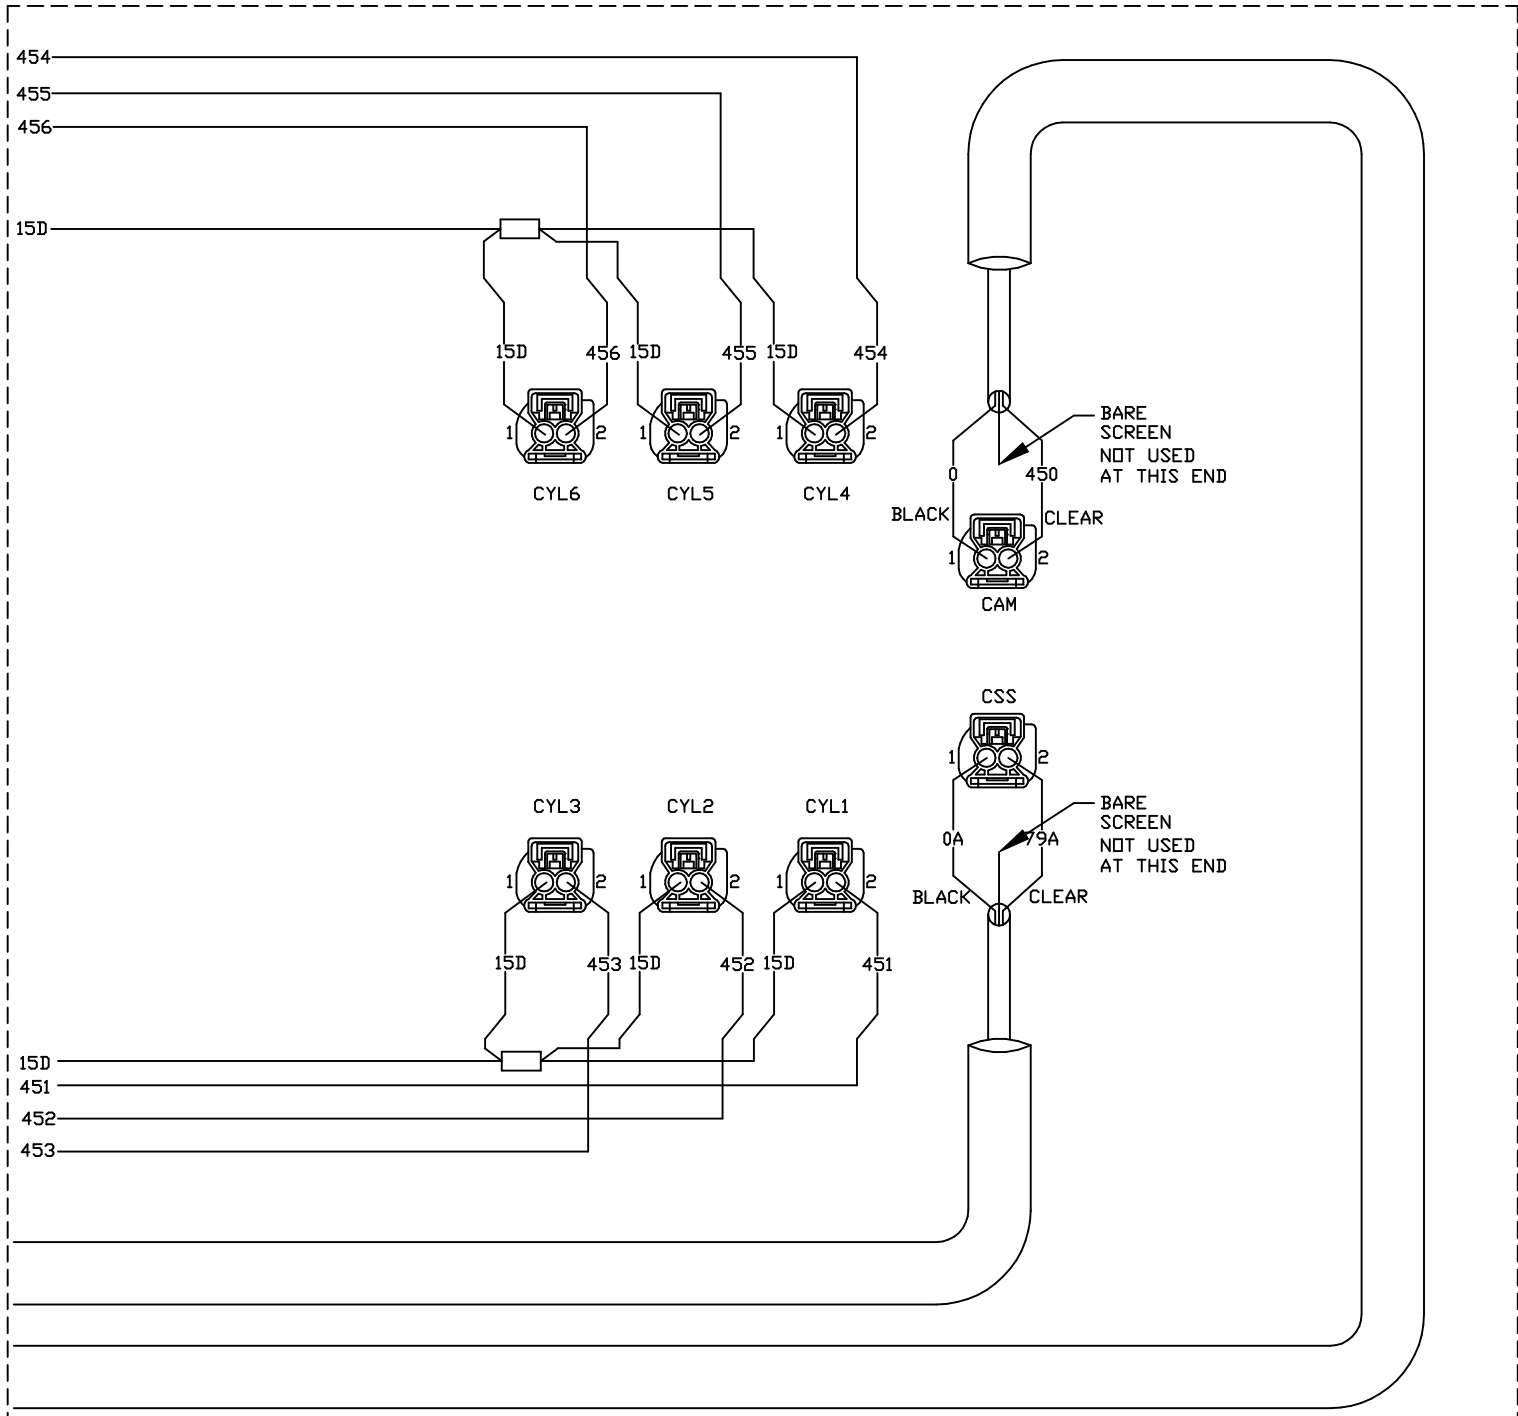 454
455
456
15D
15D 456 15D 455 15D 454
1 2 1 2 1 2
CYL6 CYL5 CYL4
BARE
SCREEN
NOT USED
AT THIS END
0 450
BLACK CLEAR
1 2
CAM
CSS
1 2
BARE
SCREEN
NOT USED
AT THIS END
0A 79A
BLACK CLEAR
CYL3 CYL2 CYL1
1 2 1 2 1 2
15D 453 15D 452 15D 451
15D
451
452
453